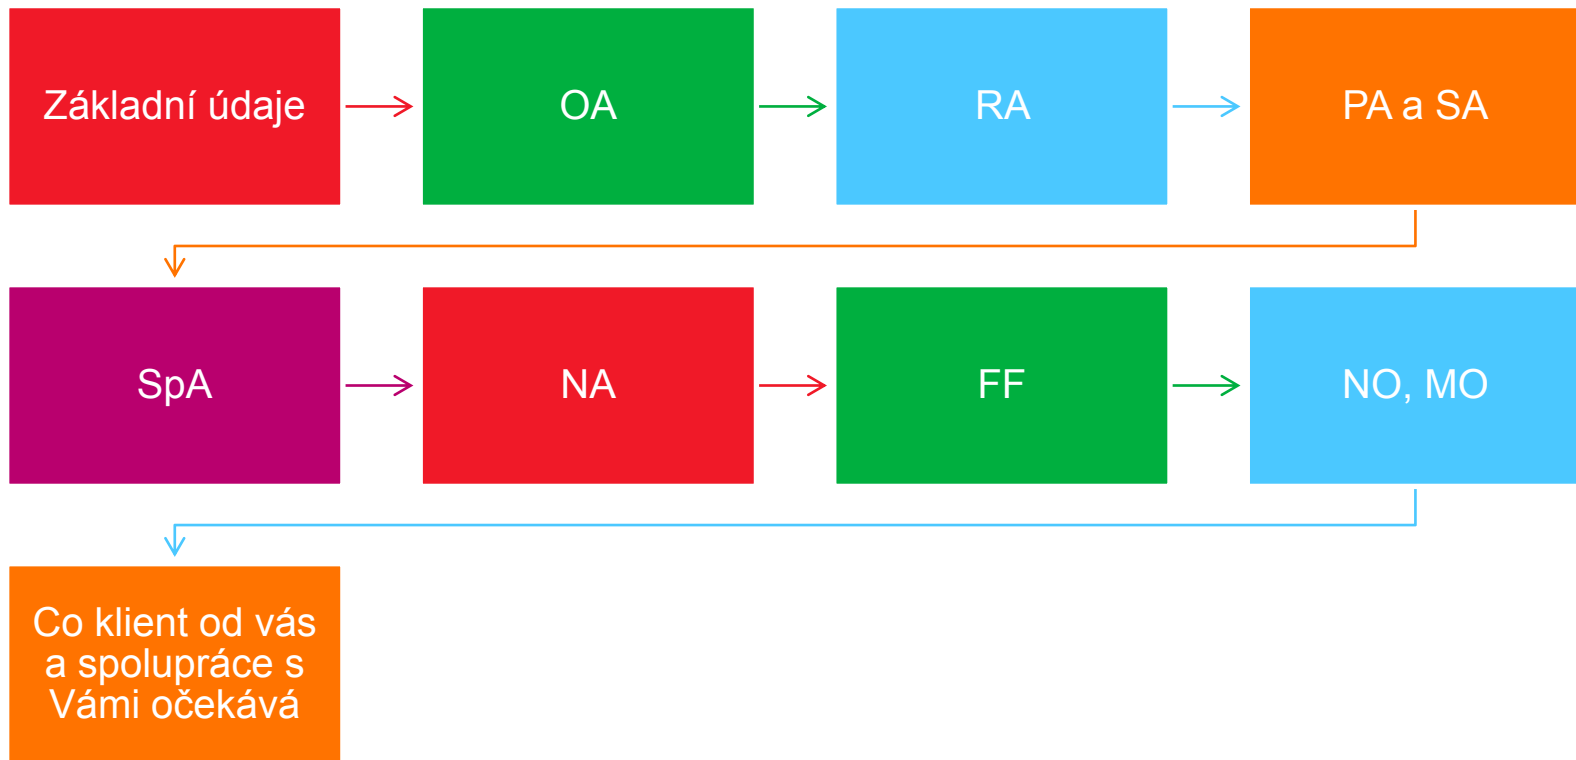 Základní údaje
OA
RA
PA a SA
SpA
NA
FF
NO, MO
Co klient od vás
a spolupráce s
Vámi očekává